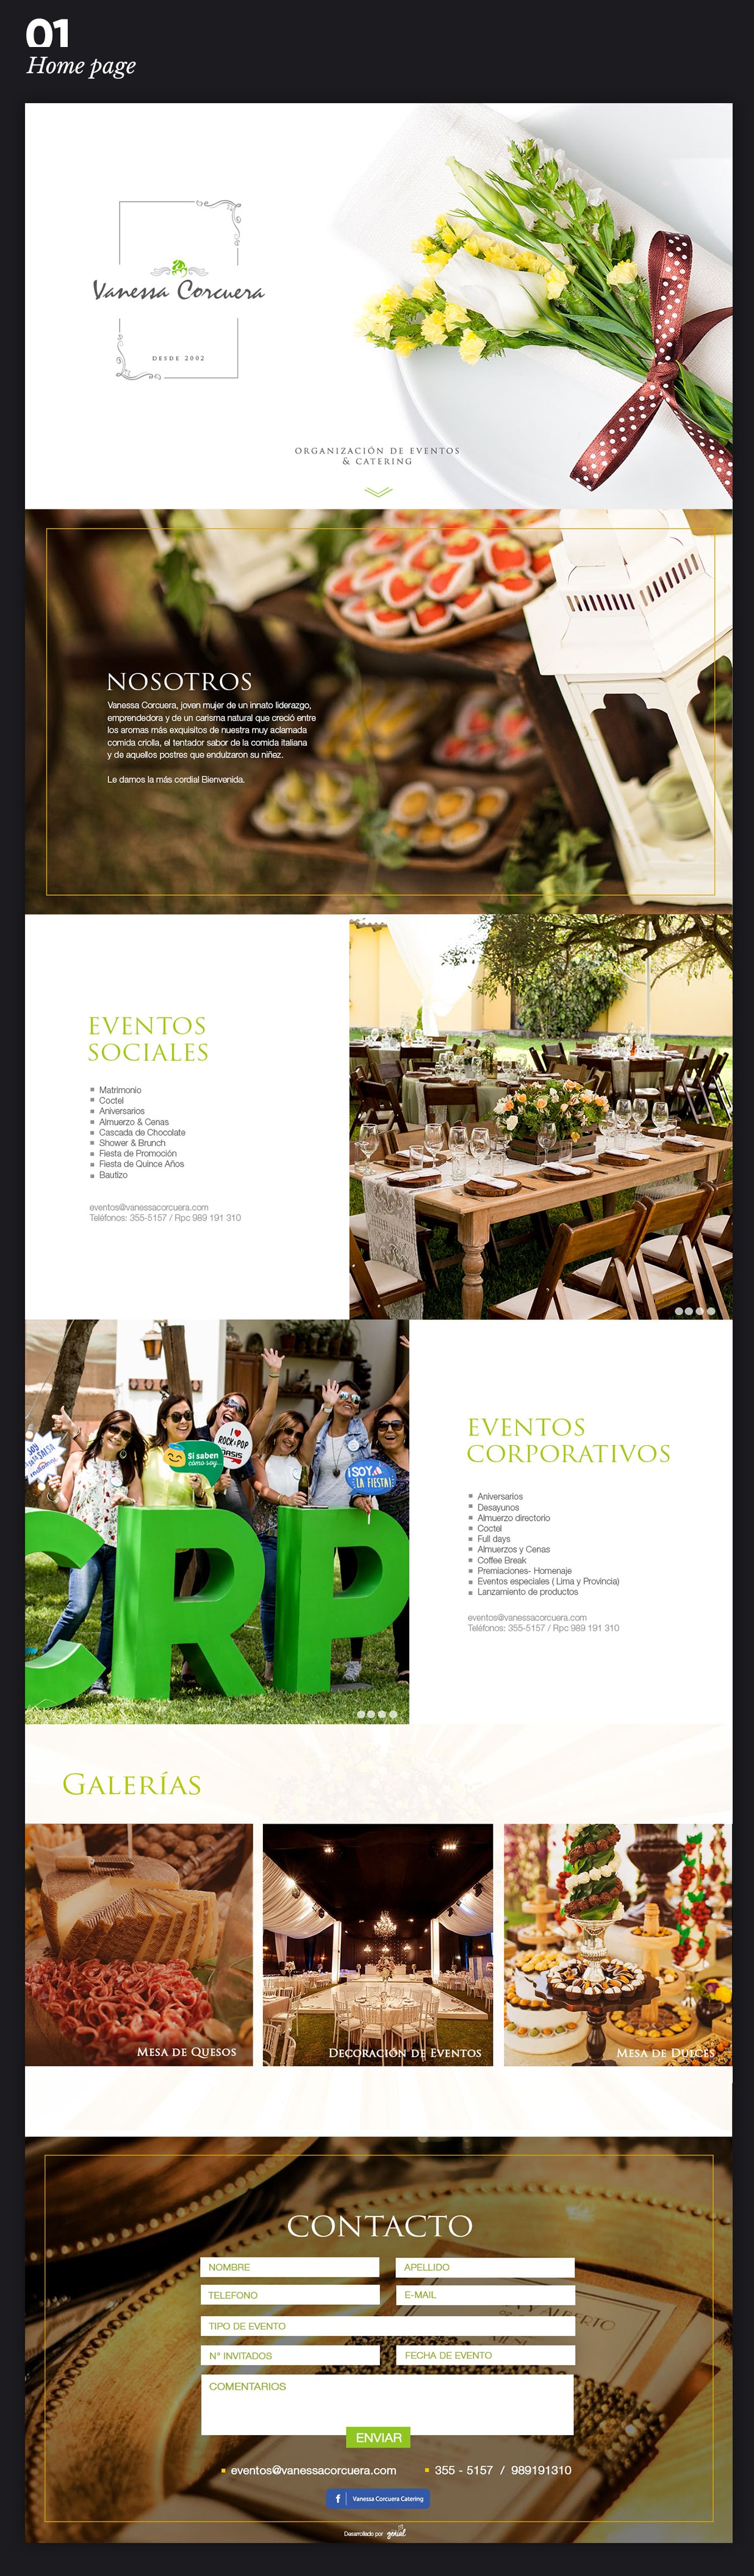 01
Home page
Vanessa Corcuera
DESDE 2002
ORGANIZACIÓN DE EVENTOS
& CATERING
NOSOTROS
Vanessa Corcuera, joven mujer de un innato liderazgo,
emprendedora y de un carisma natural que creció entre
los aromas más exquisitos de nuestra muy aclamada
comida criolla, el tentador sabor de la comida italiana
y de aquellos postres que endulzaron su niñez.
Le damos la más cordial Bienvenida.
EVENTOS
SOCIALES
Matrimonio
Coctel
Aniversarios
Almuerzo & Cenas
Cascada de Chocolate
Shower & Brunch
Fiesta de Promoción
Fiesta de Quince Años
Bautizo
eventos@vanessacorcuera.com
Teléfonos: 355-5157 / Rpc 989 191 310
SOY
LA SALSA
I
ROCK & POP
OASIS
Si saben
cómo soy
¡SOY
LA FIESTA!
CRP
EVENTOS
CORPORATIVOS
Aniversarios
Desayunos
Almuerzo directorio
Coctel
Full days
Almuerzos y Cenas
Coffee Break
Premiaciones- Homenaje
Eventos especiales ( Lima y Provincia)
Lanzamiento de productos
eventos@vanessacorcuera.com
Teléfonos: 355-5157 / Rpc 989 191 310
GALERÍAS
MESA DE QUESOS
DECORACIÓN DE EVENTOS
MESA DE DULCES
CONTACTO
NOMBRE
APELLIDO
TELEFONO
E-MAIL
TIPO DE EVENTO
N° INVITADOS
FECHA DE EVENTO
COMENTARIOS
ENVIAR
eventos@vanessacorcuera.com
355 - 5157 / 989191310
f Vanessa Corcuera Catering
Desarrollado por genial